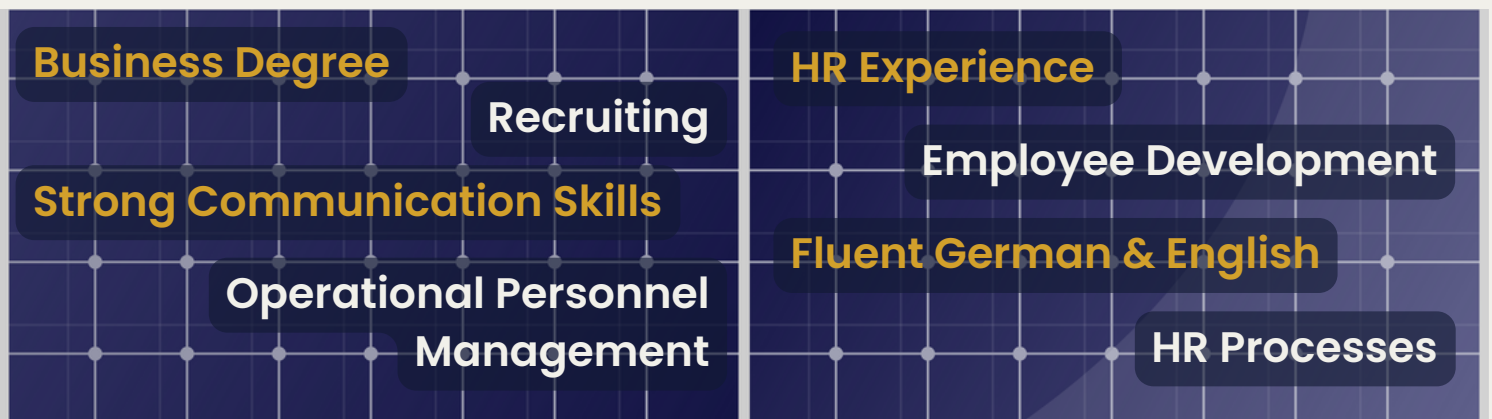 Business Degree
Recruiting
Strong Communication Skills
Operational Personnel
Management
HR Experience
Employee Development
Fluent German & English
HR Processes